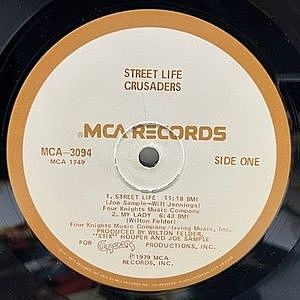 STREET LIFE
CRUSADERS
MCA RECORDS
MCA-3094
MCA 1749
SIDE ONE
1. STREET LIFE 11:18 BMI
(Joe Sample-Will Jennings)
Four Knights Music Company
2. MY LADY 6:43 BMI
(Wilton Felder)
Four Knights Music Company/Irving Music, Inc.
PRODUCED BY WILTON FELDER,
"STIX" HOOPER AND JOE SAMPLE
FOR Crusaders PRODUCTIONS, INC.
℗1979 MCA
RECORDS, INC.